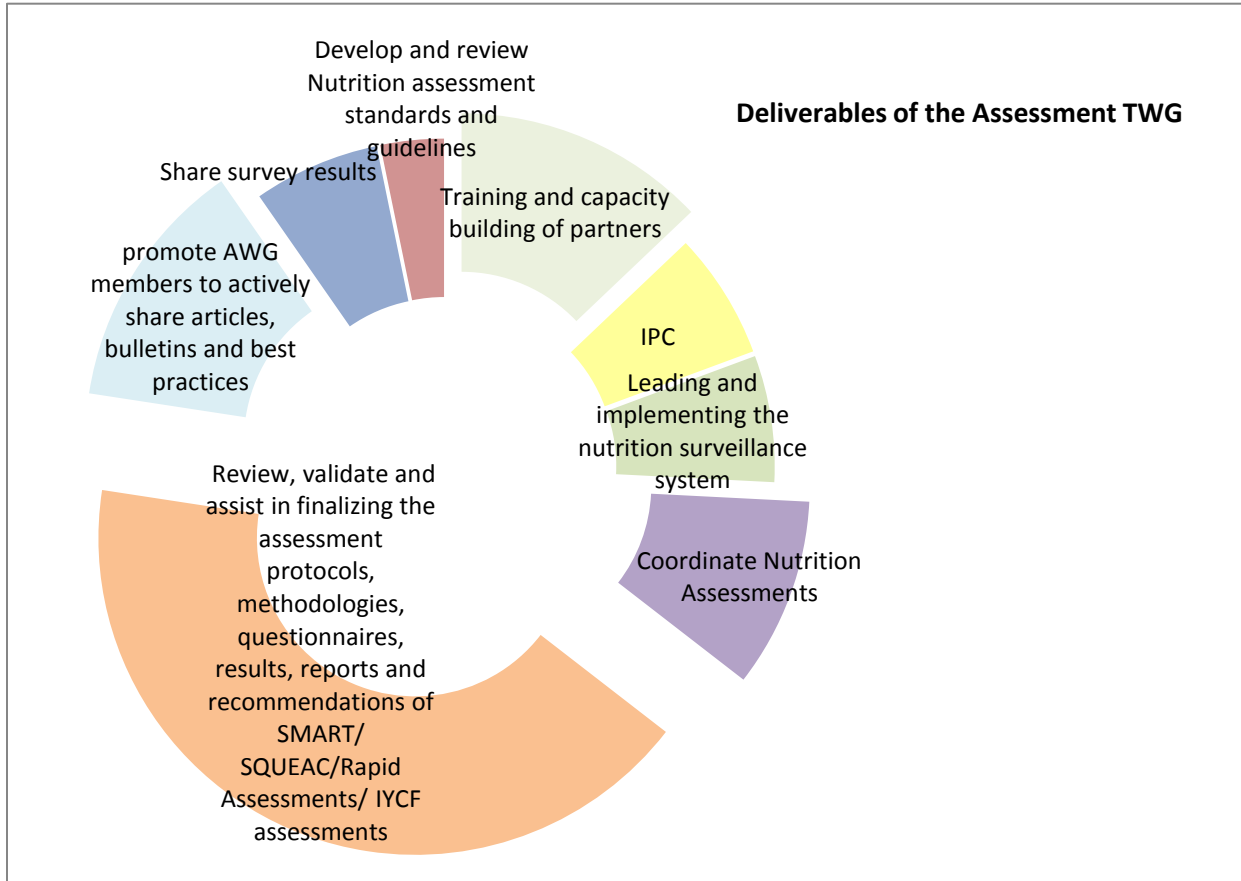 Deliverables of the Assessment TWG
Develop and review
Nutrition assessment
standards and
guidelines
Share survey results
Training and capacity
building of partners
promote AWG
members to actively
share articles,
bulletins and best
practices
IPC
Leading and
implementing the
nutrition surveillance
system
Review, validate and
assist in finalizing the
assessment
protocols,
methodologies,
questionnaires,
results, reports and
recommendations of
SMART/
SQUEAC/Rapid
Assessments/ IYCF
assessments
Coordinate Nutrition
Assessments